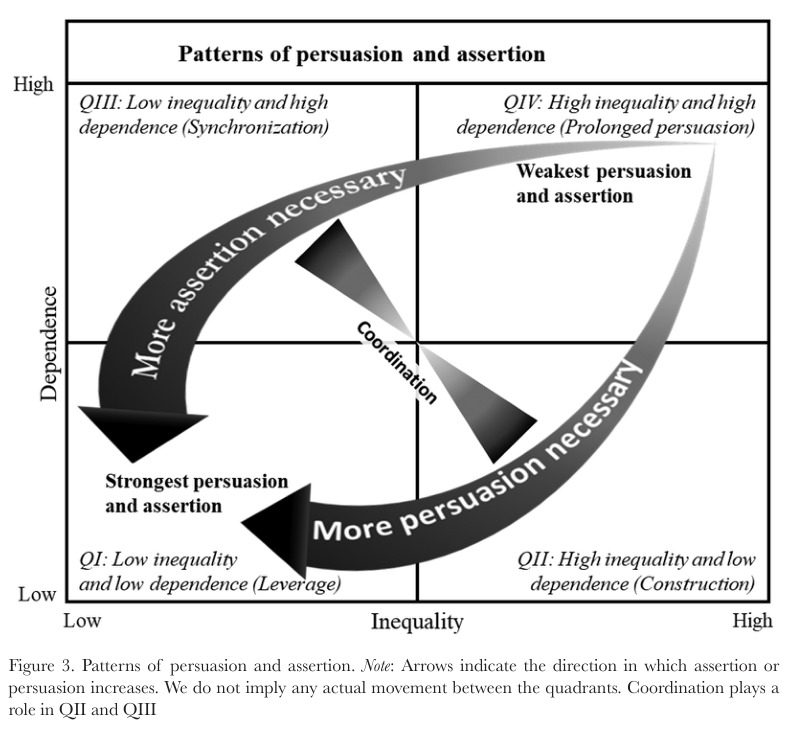 Patterns of persuasion and assertion
High
QIII: Low inequality and high
dependence (Synchronization)
QIV: High inequality and high
dependence (Prolonged persuasion)
Weakest persuasion
and assertion
More assertion necessary
Coordination
Dependence
More persuasion necessary
Strongest persuasion
and assertion
QI: Low inequality
and low dependence (Leverage)
QII: High inequality and low
dependence (Construction)
Low
Low
Inequality
High
Figure 3. Patterns of persuasion and assertion. Note: Arrows indicate the direction in which assertion or
persuasion increases. We do not imply any actual movement between the quadrants. Coordination plays a
role in QII and QIII